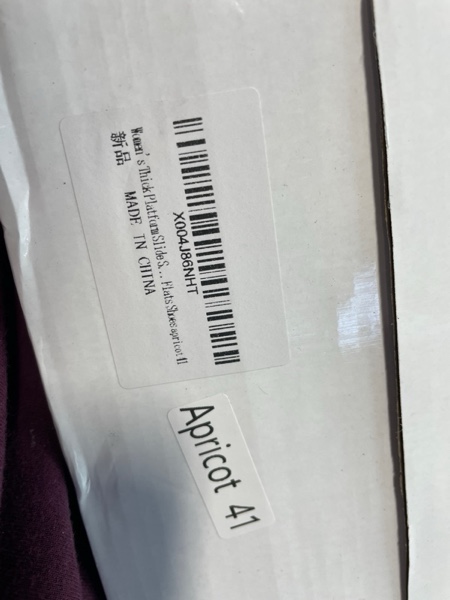 X004J86NHT
Women's Thick Platform Slide S... Flats Shoes apricot 41
新品
MADE IN CHINA
Apricot 41